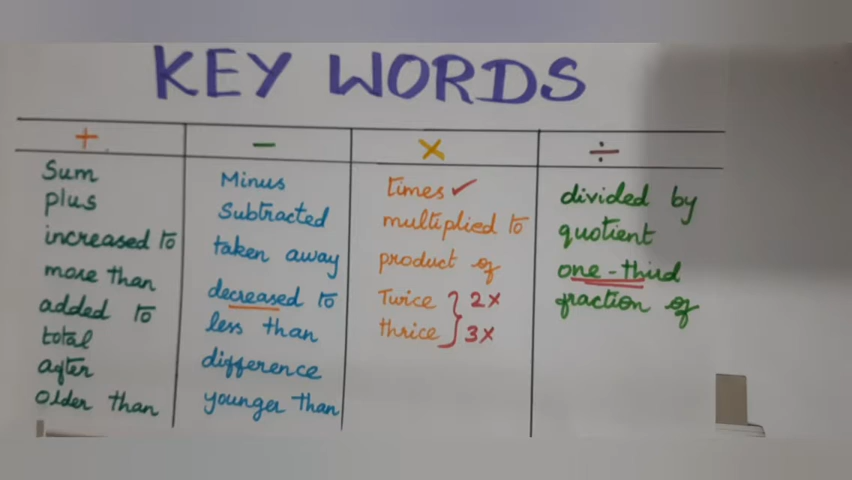 KEY WORDS
+ - × ÷
Sum
plus
increased to
more than
added to
total
after
older than
Minus
Subtracted
taken away
decreased to
less than
difference
younger than
times ✓
multiplied to
product of
Twice } 2x
thrice } 3x
divided by
quotient
one-third
fraction of